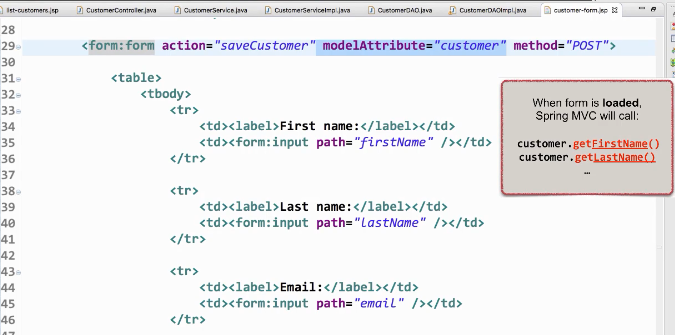 list-customers.jsp CustomerController.java CustomerService.java CustomerServiceImpl.java CustomerDAO.java CustomerDAOImpl.java customer-form.jsp
28
29 <form:form action="saveCustomer" modelAttribute="customer" method="POST">
30
31 <table>
32 <tbody>
33 <tr>
34 <td><label>First name:</label></td>
35 <td><form:input path="firstName" /></td>
36 </tr>
37
38 <tr>
39 <td><label>Last name:</label></td>
40 <td><form:input path="lastName" /></td>
41 </tr>
42
43 <tr>
44 <td><label>Email:</label></td>
45 <td><form:input path="email" /></td>
46 </tr>
When form is loaded,
Spring MVC will call:
customer.getFirstName()
customer.getLastName()
…